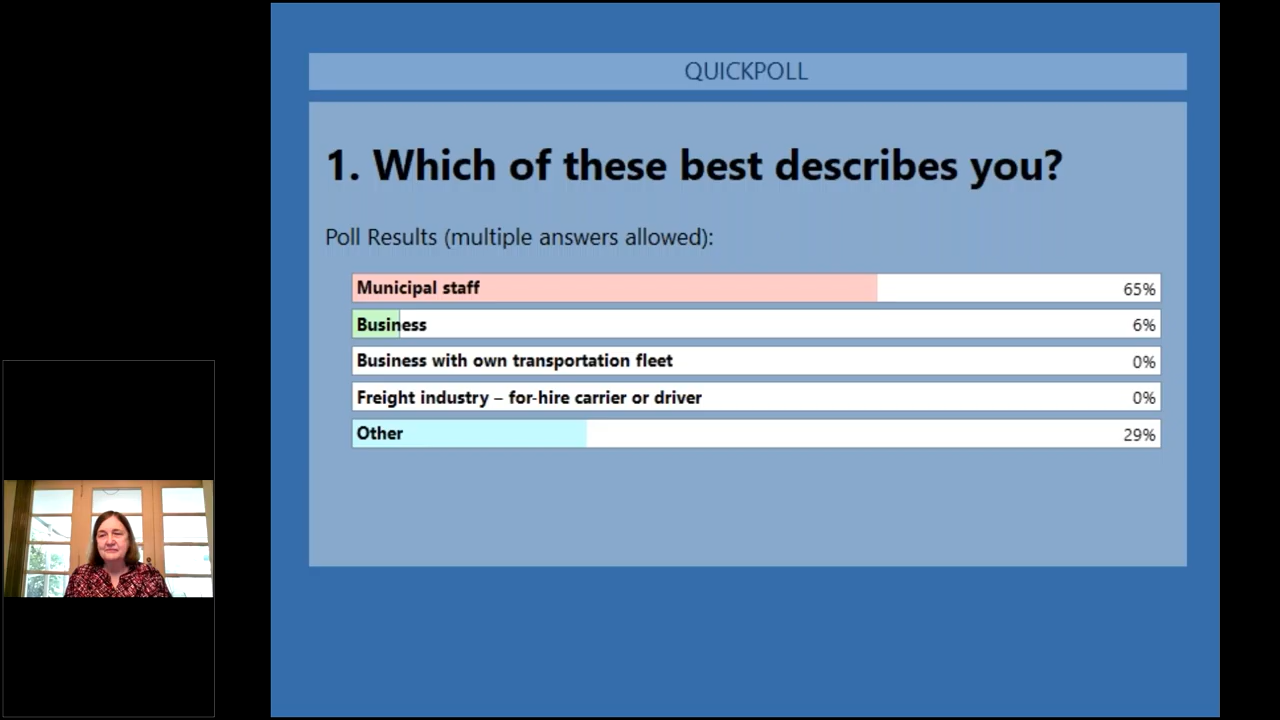 QUICKPOLL
1. Which of these best describes you?
Poll Results (multiple answers allowed):
Municipal staff 65%
Business 6%
Business with own transportation fleet 0%
Freight industry – for-hire carrier or driver 0%
Other 29%